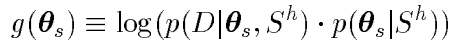 g(θ_s) ≡ log(p(D|θ_s, S^h) · p(θ_s|S^h))